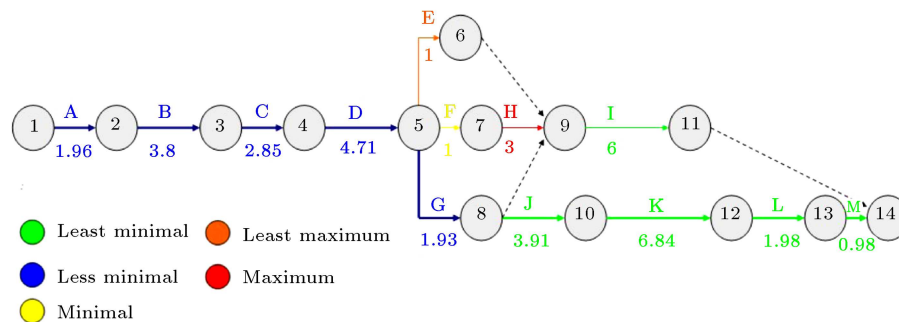 E
6
1
A B C D F H I
1 2 3 4 5 7 9 11
1.96 3.8 2.85 4.71 1 3 6
G J K L M
8 10 12 13 14
1.93 3.91 6.84 1.98 0.98
Least minimal Least maximum
Less minimal Maximum
Minimal